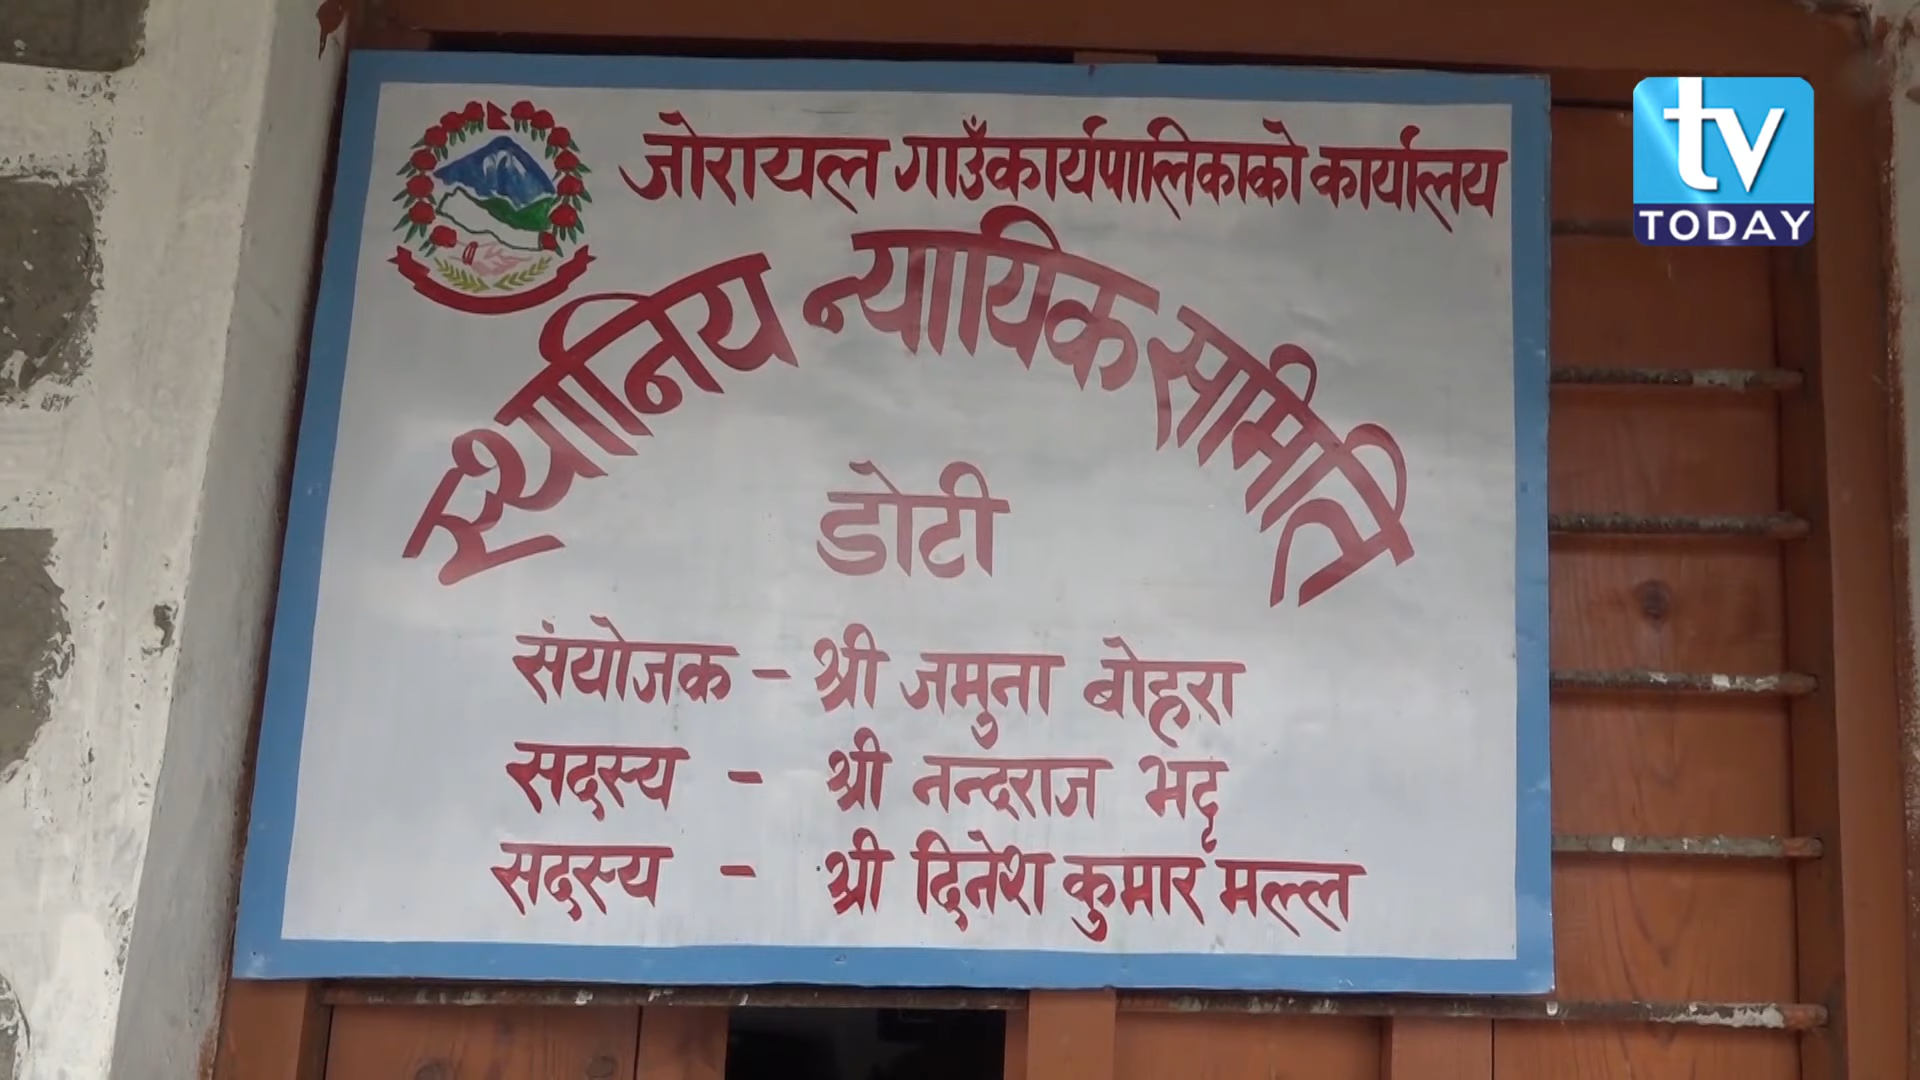 जोरायल गाउँकार्यपालिकाको कार्यालय
स्थानिय न्यायिक समिति
डोटी
संयोजक - श्री जमुना बोहरा
सदस्य - श्री नन्दराज भट्ट
सदस्य - श्री दिनेश कुमार मल्ल
tv
TODAY